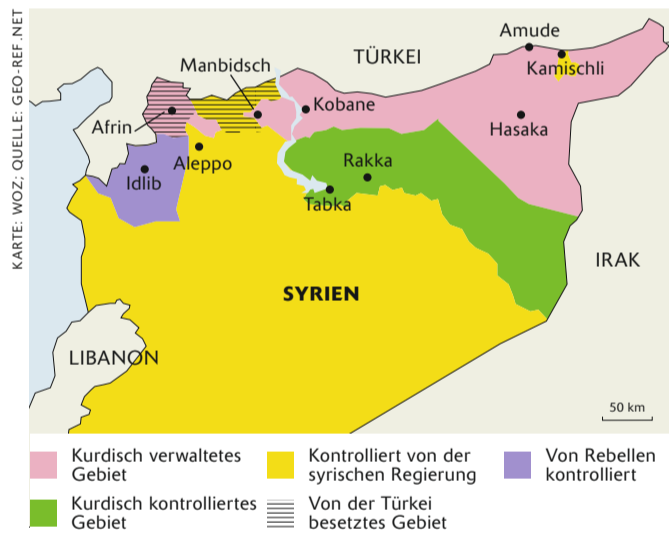 KARTE: WOZ; QUELLE: GEO-REF.NET
Amude
TÜRKEI
Manbidsch
Kamischli
Kobane
Afrin
Hasaka
Aleppo
Rakka
Idlib
Tabka
IRAK
SYRIEN
LIBANON
50 km
Kurdisch verwaltetes
Gebiet
Kontrolliert von der
syrischen Regierung
Von Rebellen
kontrolliert
Kurdisch kontrolliertes
Gebiet
Von der Türkei
besetztes Gebiet